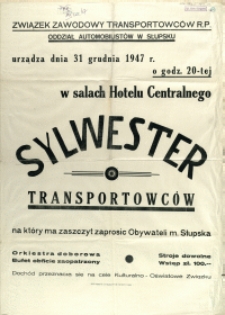 ZWIĄZEK ZAWODOWY TRANSPORTOWCÓW R.P.
ODDZIAŁ AUTOMOBILISTÓW W SŁUPSKU
urządza dnia 31 grudnia 1947 r.
o godz. 20-tej
w salach Hotelu Centralnego
SYLWESTER
TRANSPORTOWCÓW
na który ma zaszczyt zaprosic Obywateli m. Słupska
Orkiestra doborowa
Bufet obficie zaopatrzony
Stroje dowolne
Wstęp zł. 100.—
Dochód przeznacza się na cele Kulturalno - Oświatowe Związku